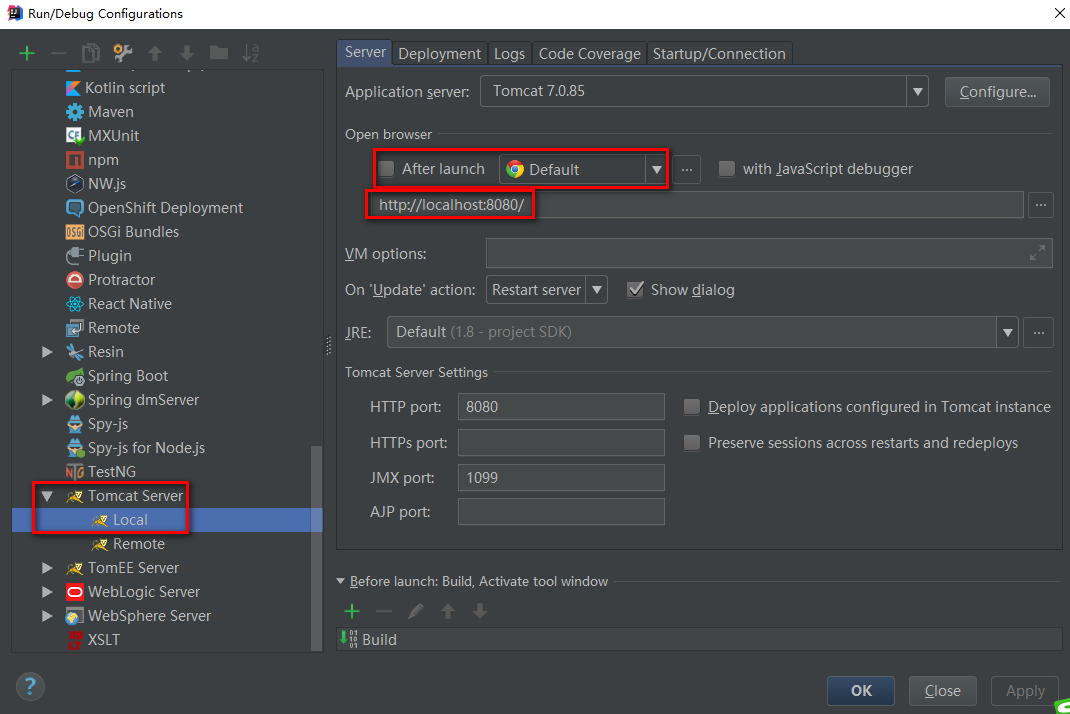 Run/Debug Configurations
Kotlin script
Maven
MXUnit
npm
NW.js
OpenShift Deployment
OSGi Bundles
Plugin
Protractor
React Native
Remote
Resin
Spring Boot
Spring dmServer
Spy-js
Spy-js for Node.js
TestNG
Tomcat Server
Local
Remote
TomEE Server
WebLogic Server
WebSphere Server
XSLT
?
Server Deployment Logs Code Coverage Startup/Connection
Application server: Tomcat 7.0.85 Configure...
Open browser
After launch Default ... with JavaScript debugger
http://localhost:8080/ ...
VM options:
On 'Update' action: Restart server Show dialog
JRE: Default (1.8 - project SDK) ...
Tomcat Server Settings
HTTP port: 8080 Deploy applications configured in Tomcat instance
HTTPs port: Preserve sessions across restarts and redeploys
JMX port: 1099
AJP port:
Before launch: Build, Activate tool window
Build
OK Close Apply